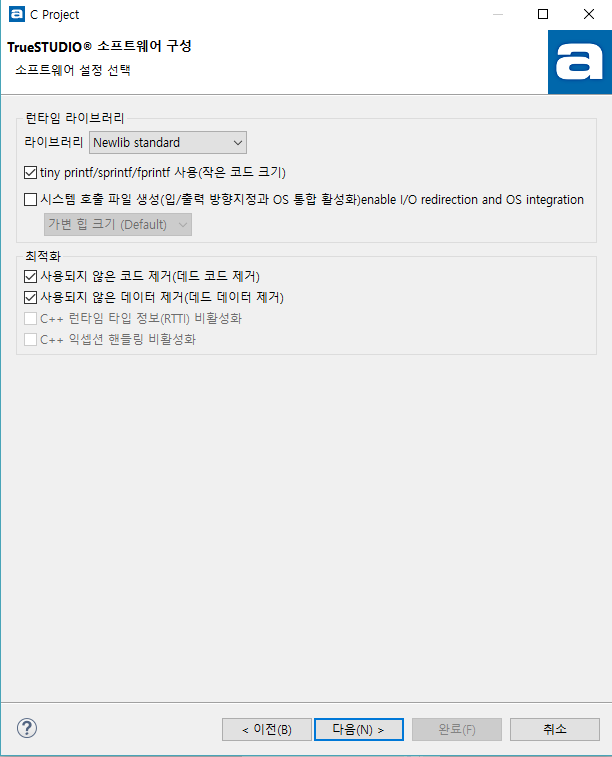 C Project
TrueSTUDIO® 소프트웨어 구성
소프트웨어 설정 선택
런타임 라이브러리
라이브러리 Newlib standard
tiny printf/sprintf/fprintf 사용(작은 코드 크기)
시스템 호출 파일 생성(입/출력 방향지정과 OS 통합 활성화)enable I/O redirection and OS integration
가변 힙 크기 (Default)
최적화
사용되지 않은 코드 제거(데드 코드 제거)
사용되지 않은 데이터 제거(데드 데이터 제거)
C++ 런타임 타입 정보(RTTI) 비활성화
C++ 익셉션 핸들링 비활성화
< 이전(B) 다음(N) > 완료(F) 취소